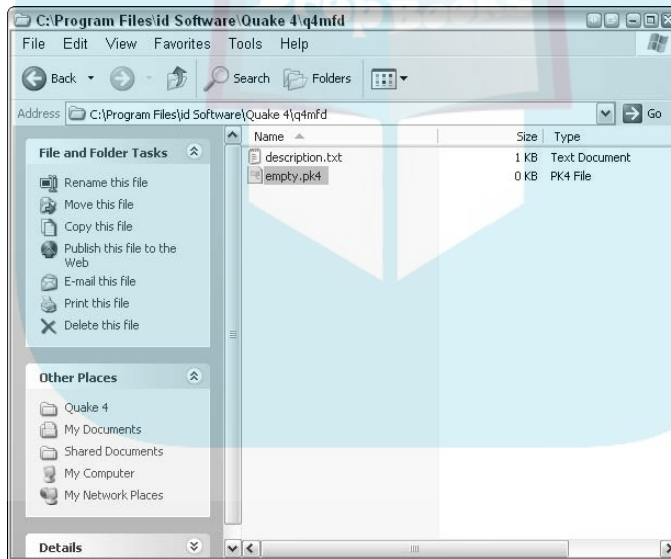 C:\Program Files\id Software\Quake 4\q4mfd
File Edit View Favorites Tools Help
Back Search Folders
Address C:\Program Files\id Software\Quake 4\q4mfd Go
File and Folder Tasks
Rename this file
Move this file
Copy this file
Publish this file to the
Web
E-mail this file
Print this file
Delete this file
Other Places
Quake 4
My Documents
Shared Documents
My Computer
My Network Places
Details
Name Size Type
description.txt 1 KB Text Document
empty.pk4 0 KB PK4 File